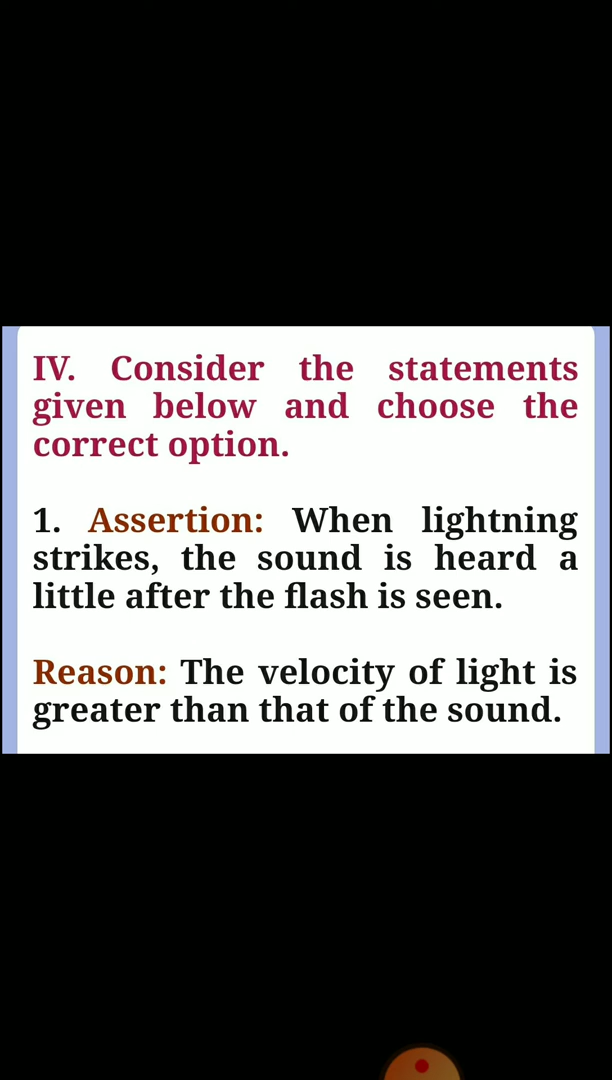 IV. Consider the statements
given below and choose the
correct option.
1. Assertion: When lightning
strikes, the sound is heard a
little after the flash is seen.
Reason: The velocity of light is
greater than that of the sound.